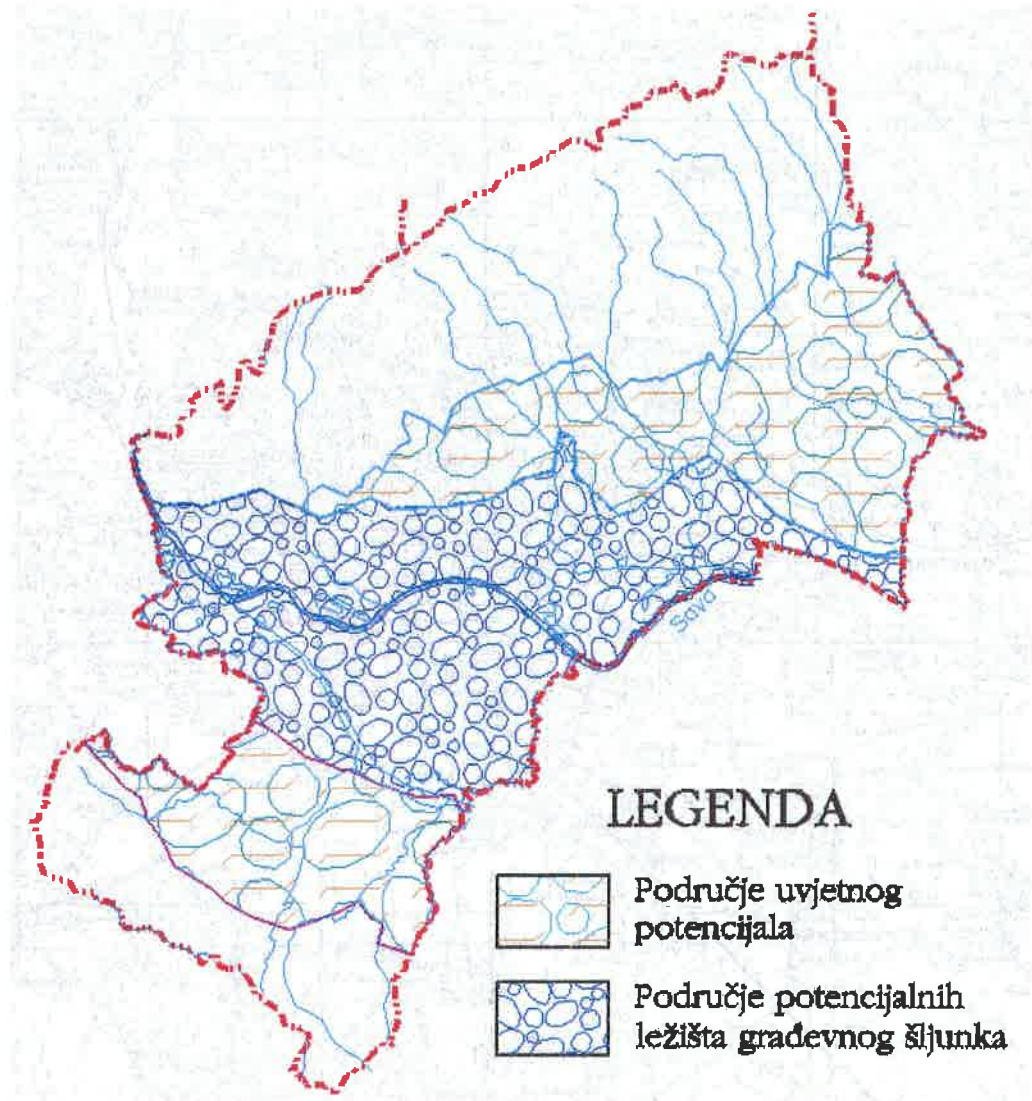 Sava
LEGENDA
Područje uvjetnog
potencijala
Područje potencijalnih
ležišta građevnog šljunka